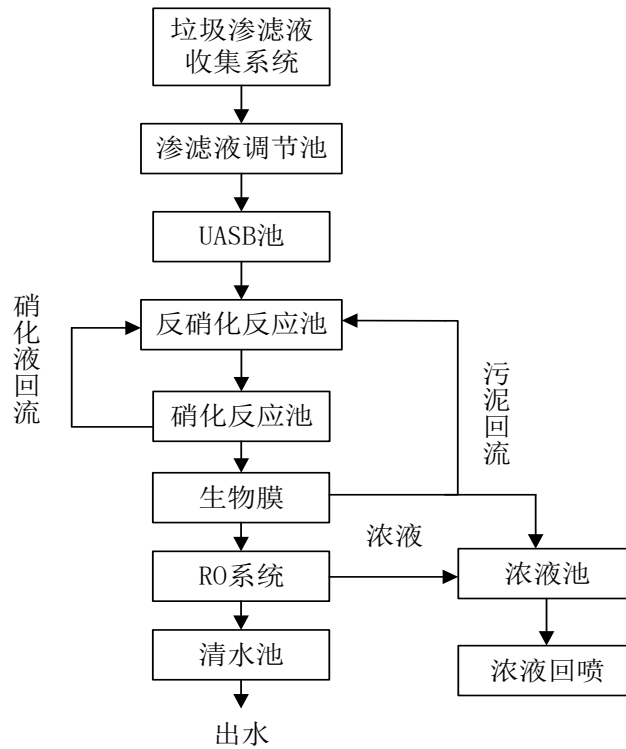 垃圾渗滤液
收集系统
渗滤液调节池
UASB池
反硝化反应池
硝化液回流
污泥回流
硝化反应池
生物膜
浓液
RO系统
浓液池
清水池
浓液回喷
出水